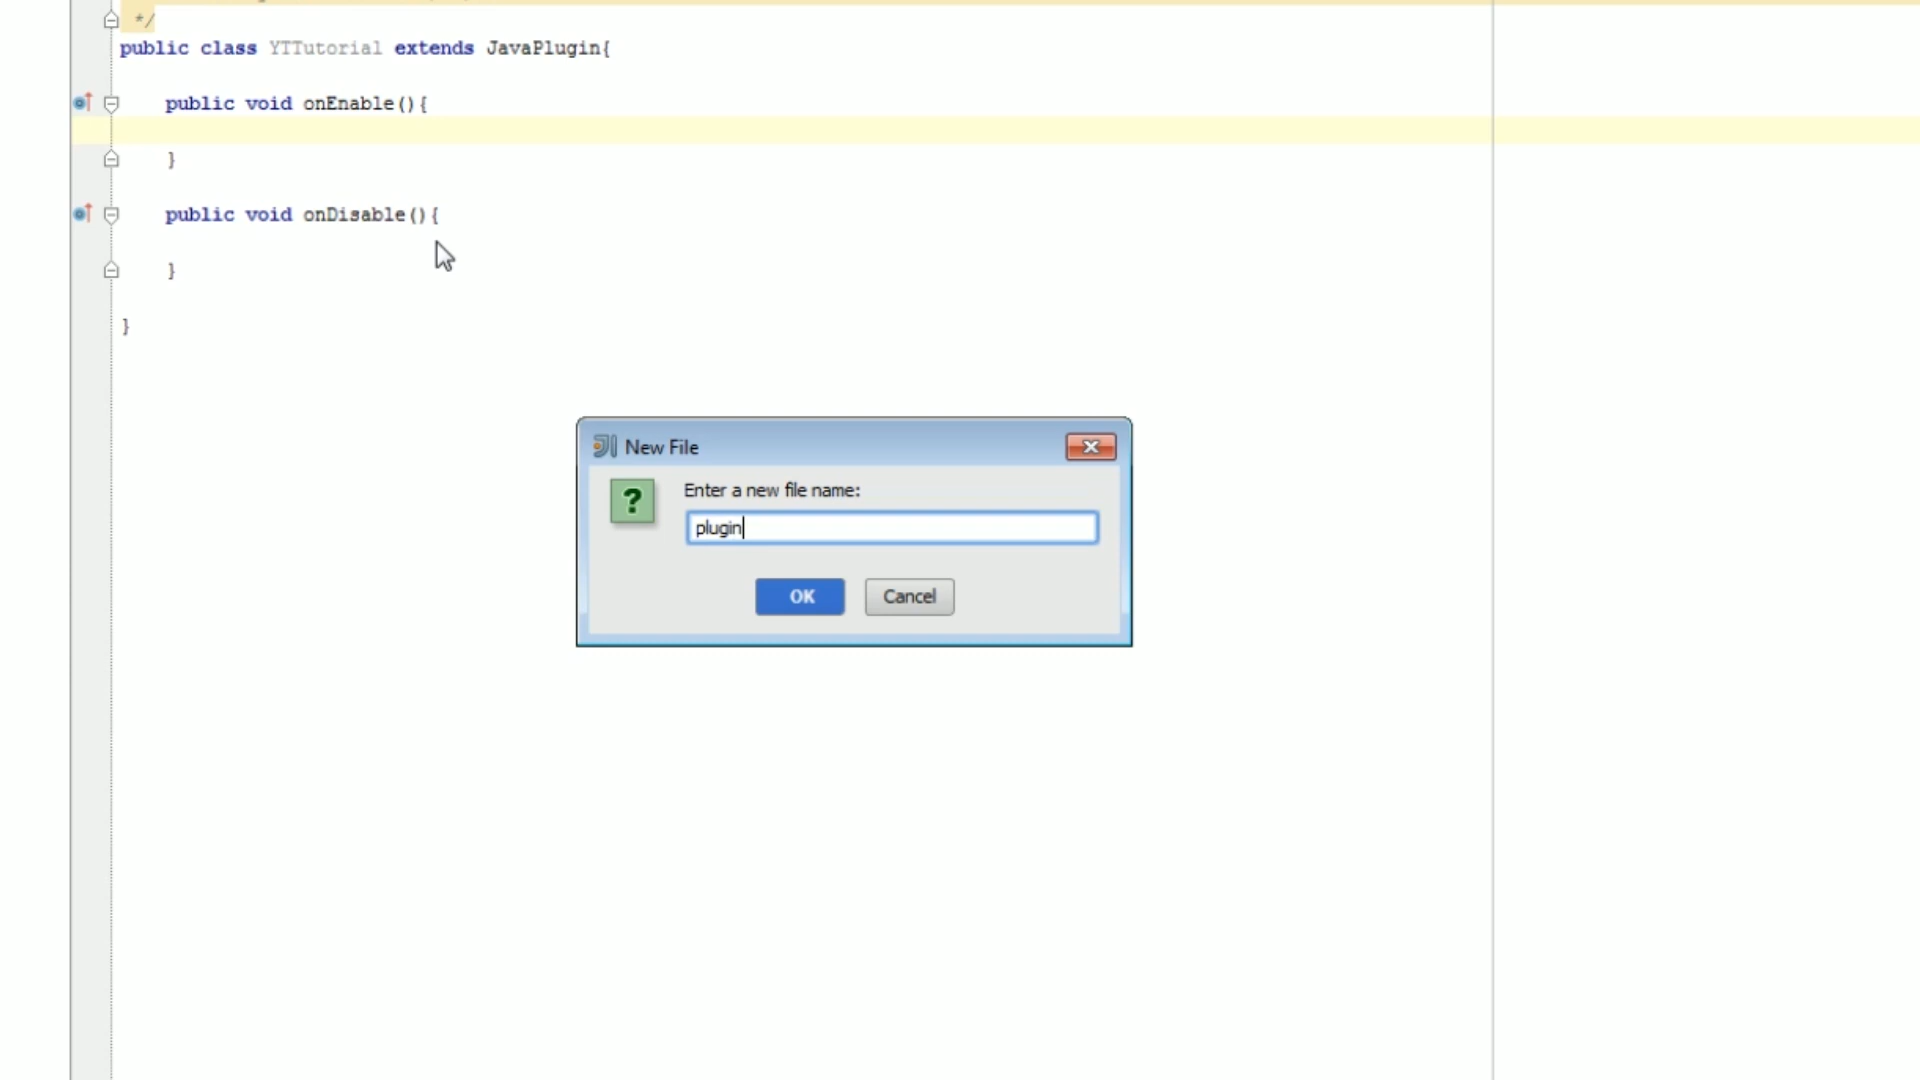 */
public class YTTutorial extends JavaPlugin{
public void onEnable(){
}
public void onDisable(){
}
}
New File
Enter a new file name:
plugin
OK
Cancel